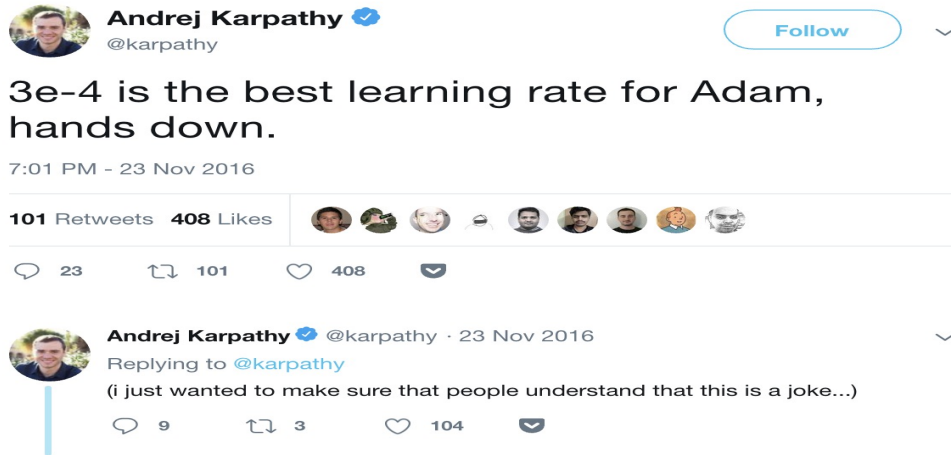 Andrej Karpathy
Follow
@karpathy
3e-4 is the best learning rate for Adam,
hands down.
7:01 PM - 23 Nov 2016
101 Retweets 408 Likes
23 101 408
Andrej Karpathy @karpathy · 23 Nov 2016
Replying to @karpathy
(i just wanted to make sure that people understand that this is a joke...)
9 3 104